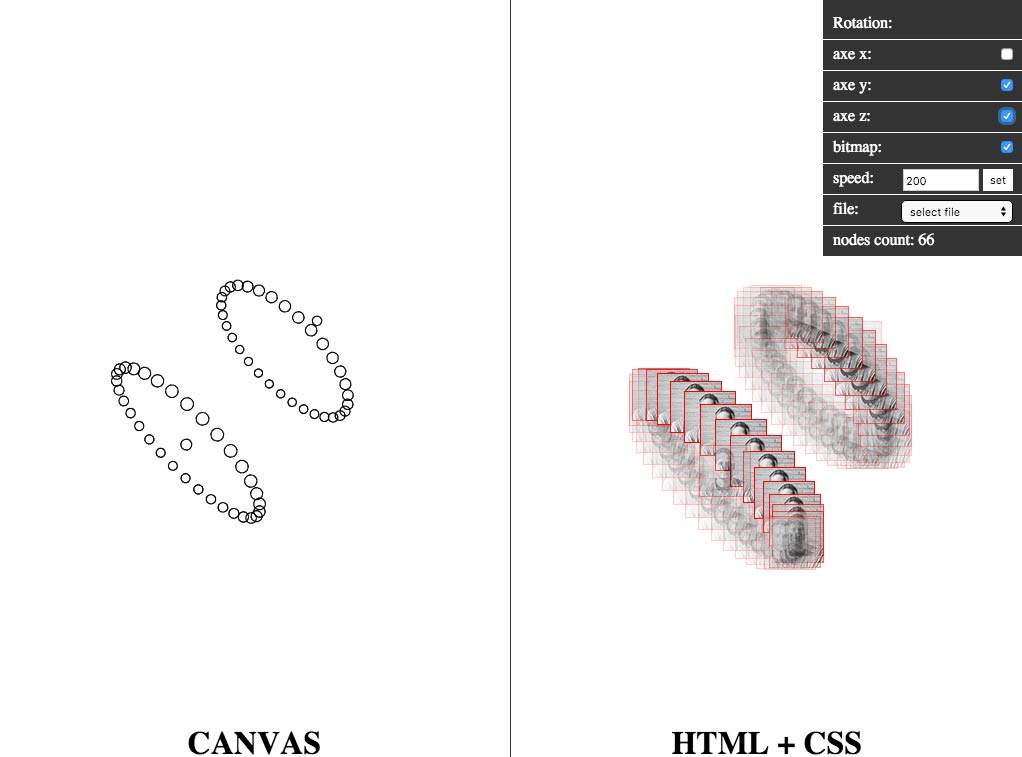 Rotation:
axe x:
axe y:
axe z:
bitmap:
speed: 200 set
file: select file
nodes count: 66
CANVAS
HTML + CSS